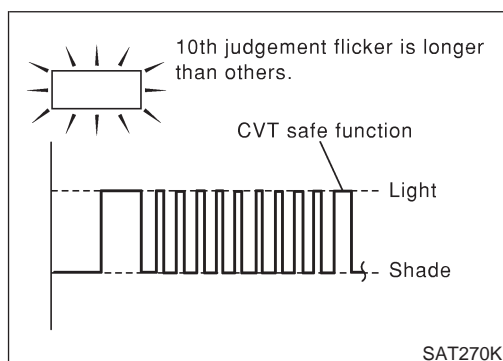 10th judgement flicker is longer
than others.
CVT safe function
Light
Shade
SAT270K